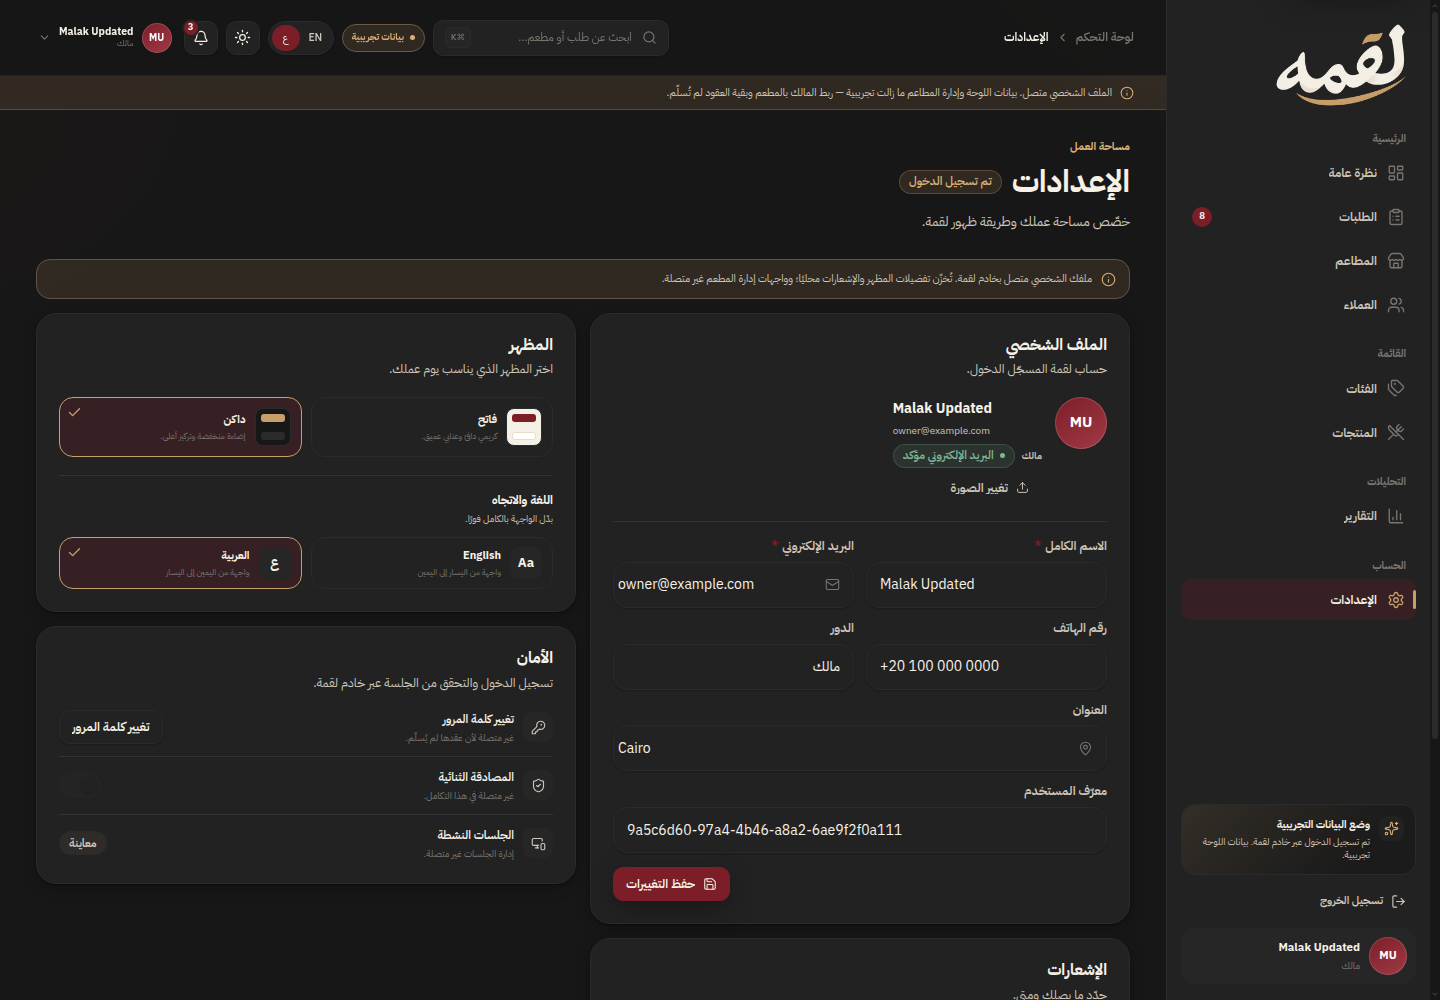 لقمه
الرئيسية
نظرة عامة
الطلبات
8
المطاعم
العملاء
القائمة
الفئات
المنتجات
التحليلات
التقارير
الحساب
الإعدادات
وضع البيانات التجريبية
تم تسجيل الدخول عبر خادم لقمة. بيانات اللوحة تجريبية.
تسجيل الخروج
MU
Malak Updated
مالك
لوحة التحكم
الإعدادات
ابحث عن طلب أو مطعم...
⌘K
بيانات تجريبية
EN
ع
3
MU
Malak Updated
مالك
الملف الشخصي متصل. بيانات اللوحة وإدارة المطاعم ما زالت تجريبية — ربط المالك بالمطعم وبقية العقود لم تُسلَّم.
مساحة العمل
الإعدادات
تم تسجيل الدخول
خصّص مساحة عملك وطريقة ظهور لقمة.
ملفك الشخصي متصل بخادم لقمة. تُخزّن تفضيلات المظهر والإشعارات محليًا؛ وواجهات إدارة المطعم غير متصلة.
الملف الشخصي
حساب لقمة المسجّل الدخول.
MU
Malak Updated
owner@example.com
مالك
البريد الإلكتروني مؤكد
تغيير الصورة
الاسم الكامل *
Malak Updated
البريد الإلكتروني *
owner@example.com
رقم الهاتف
+20 100 000 0000
الدور
مالك
العنوان
Cairo
معرّف المستخدم
9a5c6d60-97a4-4b46-a8a2-6ae9f2f0a111
حفظ التغييرات
الإشعارات
حدّد ما يصلك ومتى.
المظهر
اختر المظهر الذي يناسب يوم عملك.
فاتح
كريمي دافئ وعنابي عميق.
داكن
إضاءة منخفضة وتركيز أعلى.
اللغة والاتجاه
بدّل الواجهة بالكامل فورًا.
Aa
English
واجهة من اليسار إلى اليمين
ع
العربية
واجهة من اليمين إلى اليسار
الأمان
تسجيل الدخول والتحقق من الجلسة عبر خادم لقمة.
تغيير كلمة المرور
غير متصلة لأن عقدها لم يُسلَّم.
تغيير كلمة المرور
المصادقة الثنائية
غير متصلة في هذا التكامل.
الجلسات النشطة
إدارة الجلسات غير متصلة.
معاينة